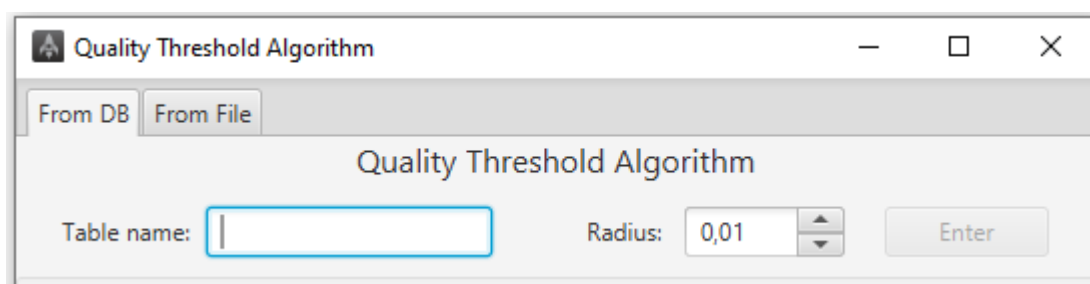 Quality Threshold Algorithm
From DB From File
Quality Threshold Algorithm
Table name: Radius: 0,01 Enter